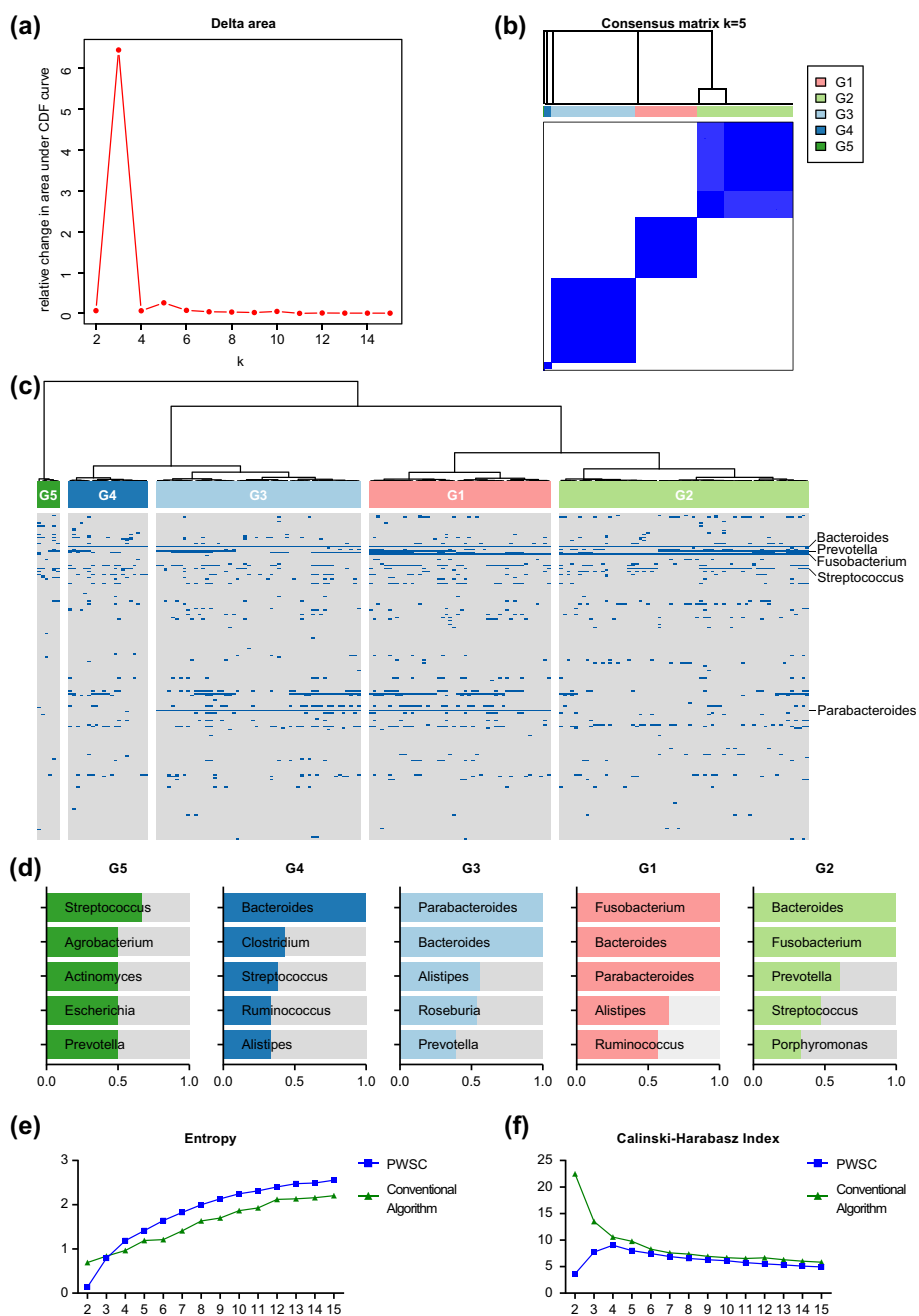 (a)
Delta area
relative change in area under CDF curve
6
5
4
3
2
1
0
2 4 6 8 10 12 14
k
(b)
Consensus matrix k=5
G1
G2
G3
G4
G5
(c)
G5 G4 G3 G1 G2
Bacteroides
Prevotella
Fusobacterium
Streptococcus
Parabacteroides
(d)
G5
Streptococcus
Agrobacterium
Actinomyces
Escherichia
Prevotella
0.0 0.5 1.0
G4
Bacteroides
Clostridium
Streptococcus
Ruminococcus
Alistipes
0.0 0.5 1.0
G3
Parabacteroides
Bacteroides
Alistipes
Roseburia
Prevotella
0.0 0.5 1.0
G1
Fusobacterium
Bacteroides
Parabacteroides
Alistipes
Ruminococcus
0.0 0.5 1.0
G2
Bacteroides
Fusobacterium
Prevotella
Streptococcus
Porphyromonas
0.0 0.5 1.0
(e)
Entropy
3
2
1
0
2 3 4 5 6 7 8 9 10 11 12 13 14 15
PWSC
Conventional
Algorithm
(f)
Calinski-Harabasz Index
25
20
15
10
5
0
2 3 4 5 6 7 8 9 10 11 12 13 14 15
PWSC
Conventional
Algorithm